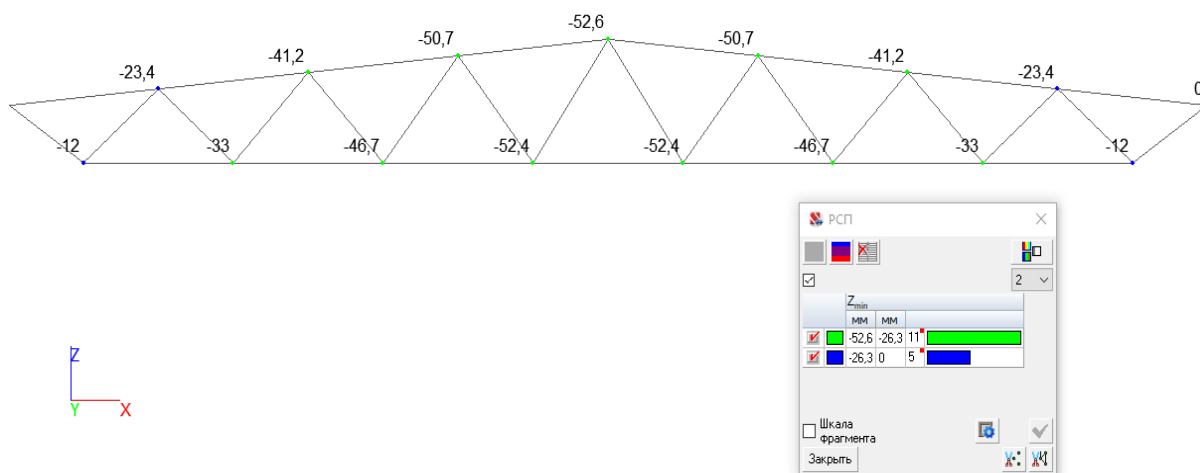 -52,6
-50,7 -50,7
-41,2 -41,2
-23,4 -23,4
0
-12 -33 -46,7 -52,4 -52,4 -46,7 -33 -12
РСП
2
Zmin
мм мм
-52,6 -26,3 11
-26,3 0 5
Шкала
фрагмента
Закрыть
Z
Y X